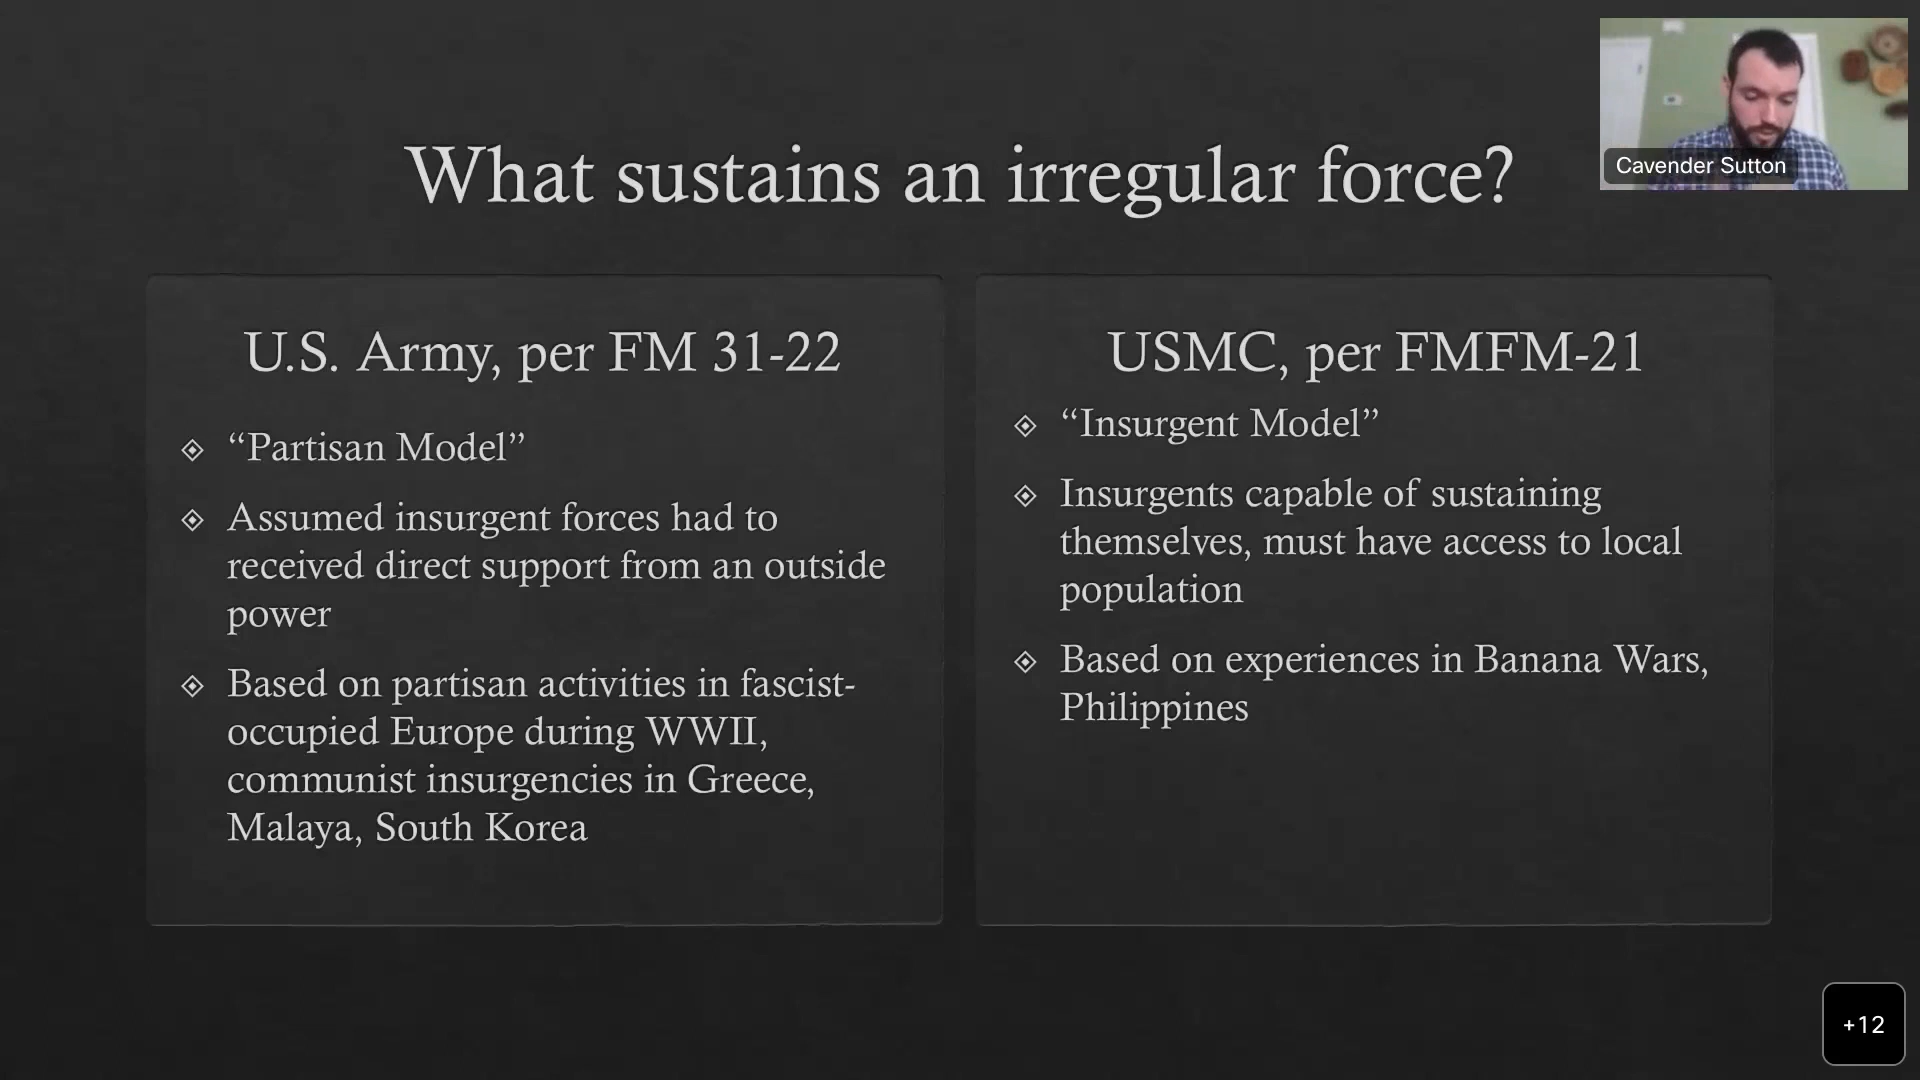 What sustains an irregular force?
Cavender Sutton
U.S. Army, per FM 31-22
“Partisan Model”
Assumed insurgent forces had to
received direct support from an outside
power
Based on partisan activities in fascist-
occupied Europe during WWII,
communist insurgencies in Greece,
Malaya, South Korea
USMC, per FMFM-21
“Insurgent Model”
Insurgents capable of sustaining
themselves, must have access to local
population
Based on experiences in Banana Wars,
Philippines
+12